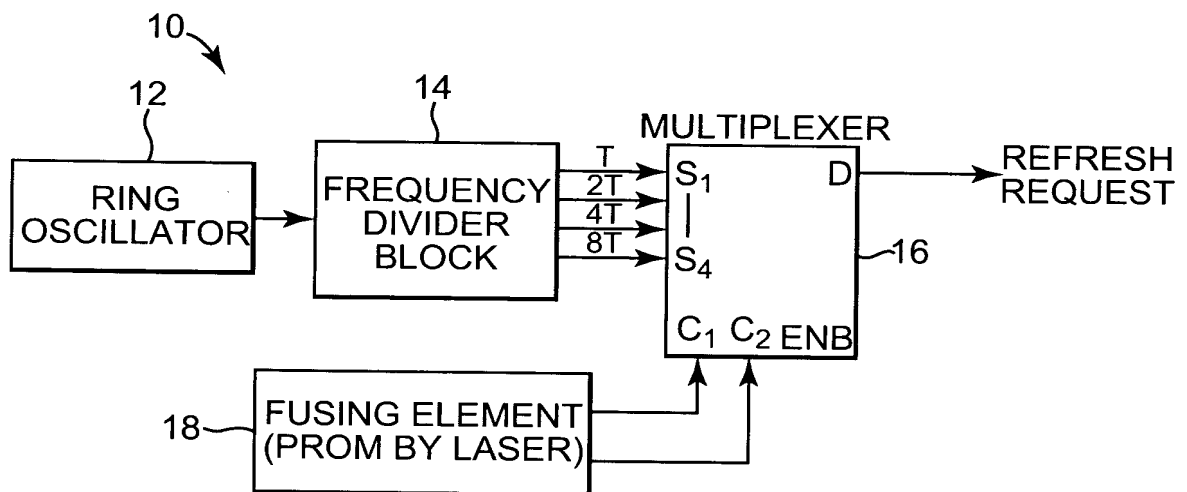 10
12
14
MULTIPLEXER
RING
OSCILLATOR
FREQUENCY
DIVIDER
BLOCK
T
2T
4T
8T
S1
S4
D
REFRESH
REQUEST
16
C1 C2 ENB
18
FUSING ELEMENT
(PROM BY LASER)